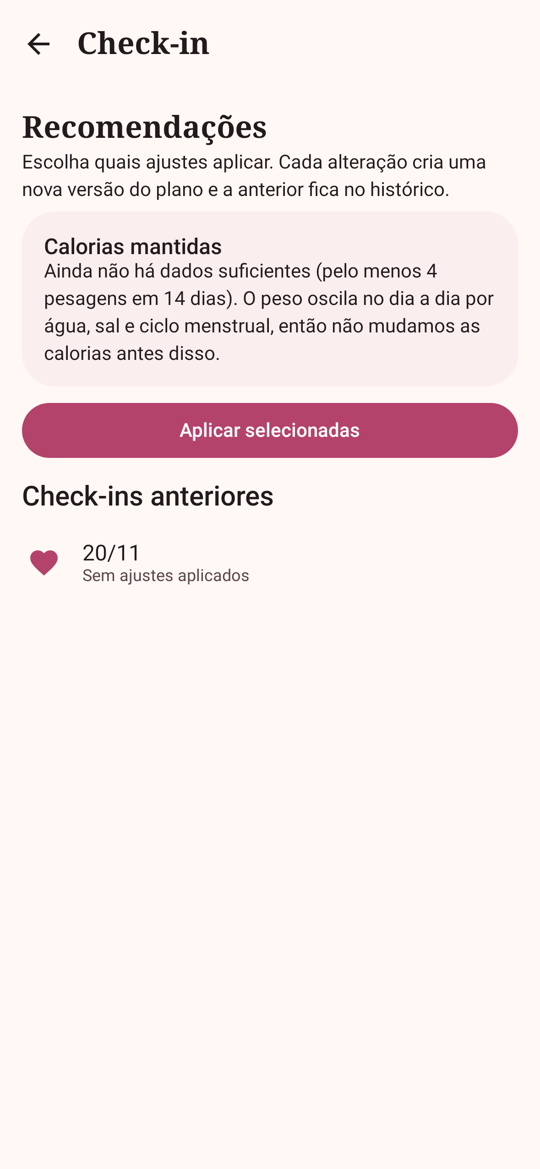 Check-in
Recomendações
Escolha quais ajustes aplicar. Cada alteração cria uma
nova versão do plano e a anterior fica no histórico.
Calorias mantidas
Ainda não há dados suficientes (pelo menos 4
pesagens em 14 dias). O peso oscila no dia a dia por
água, sal e ciclo menstrual, então não mudamos as
calorias antes disso.
Aplicar selecionadas
Check-ins anteriores
20/11
Sem ajustes aplicados